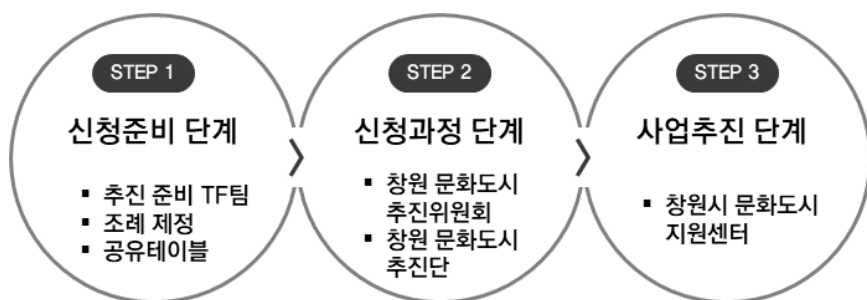 STEP 1
신청준비 단계
▪ 추진 준비 TF팀
▪ 조례 제정
▪ 공유테이블
STEP 2
신청과정 단계
▪ 창원 문화도시
추진위원회
▪ 창원 문화도시
추진단
STEP 3
사업추진 단계
▪ 창원시 문화도시
지원센터